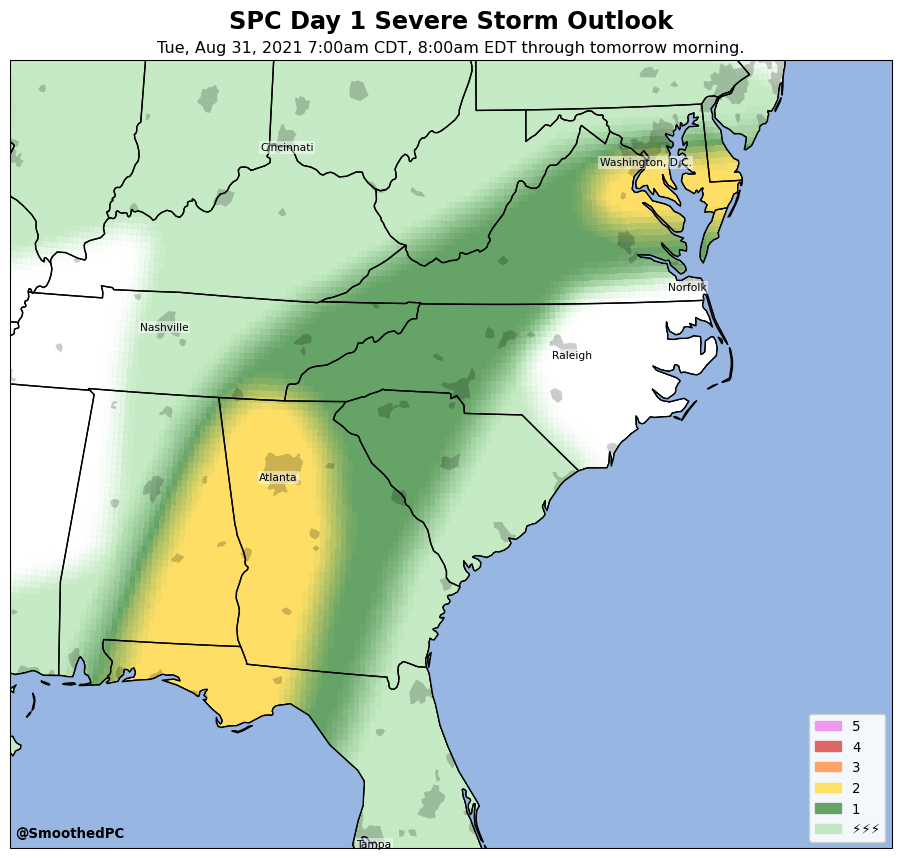 SPC Day 1 Severe Storm Outlook
Tue, Aug 31, 2021 7:00am CDT, 8:00am EDT through tomorrow morning.
Cincinnati
Washington, D.C.
Norfolk
Nashville
Raleigh
Atlanta
5
4
3
2
1
⚡⚡⚡
@SmoothedPC
Tampa